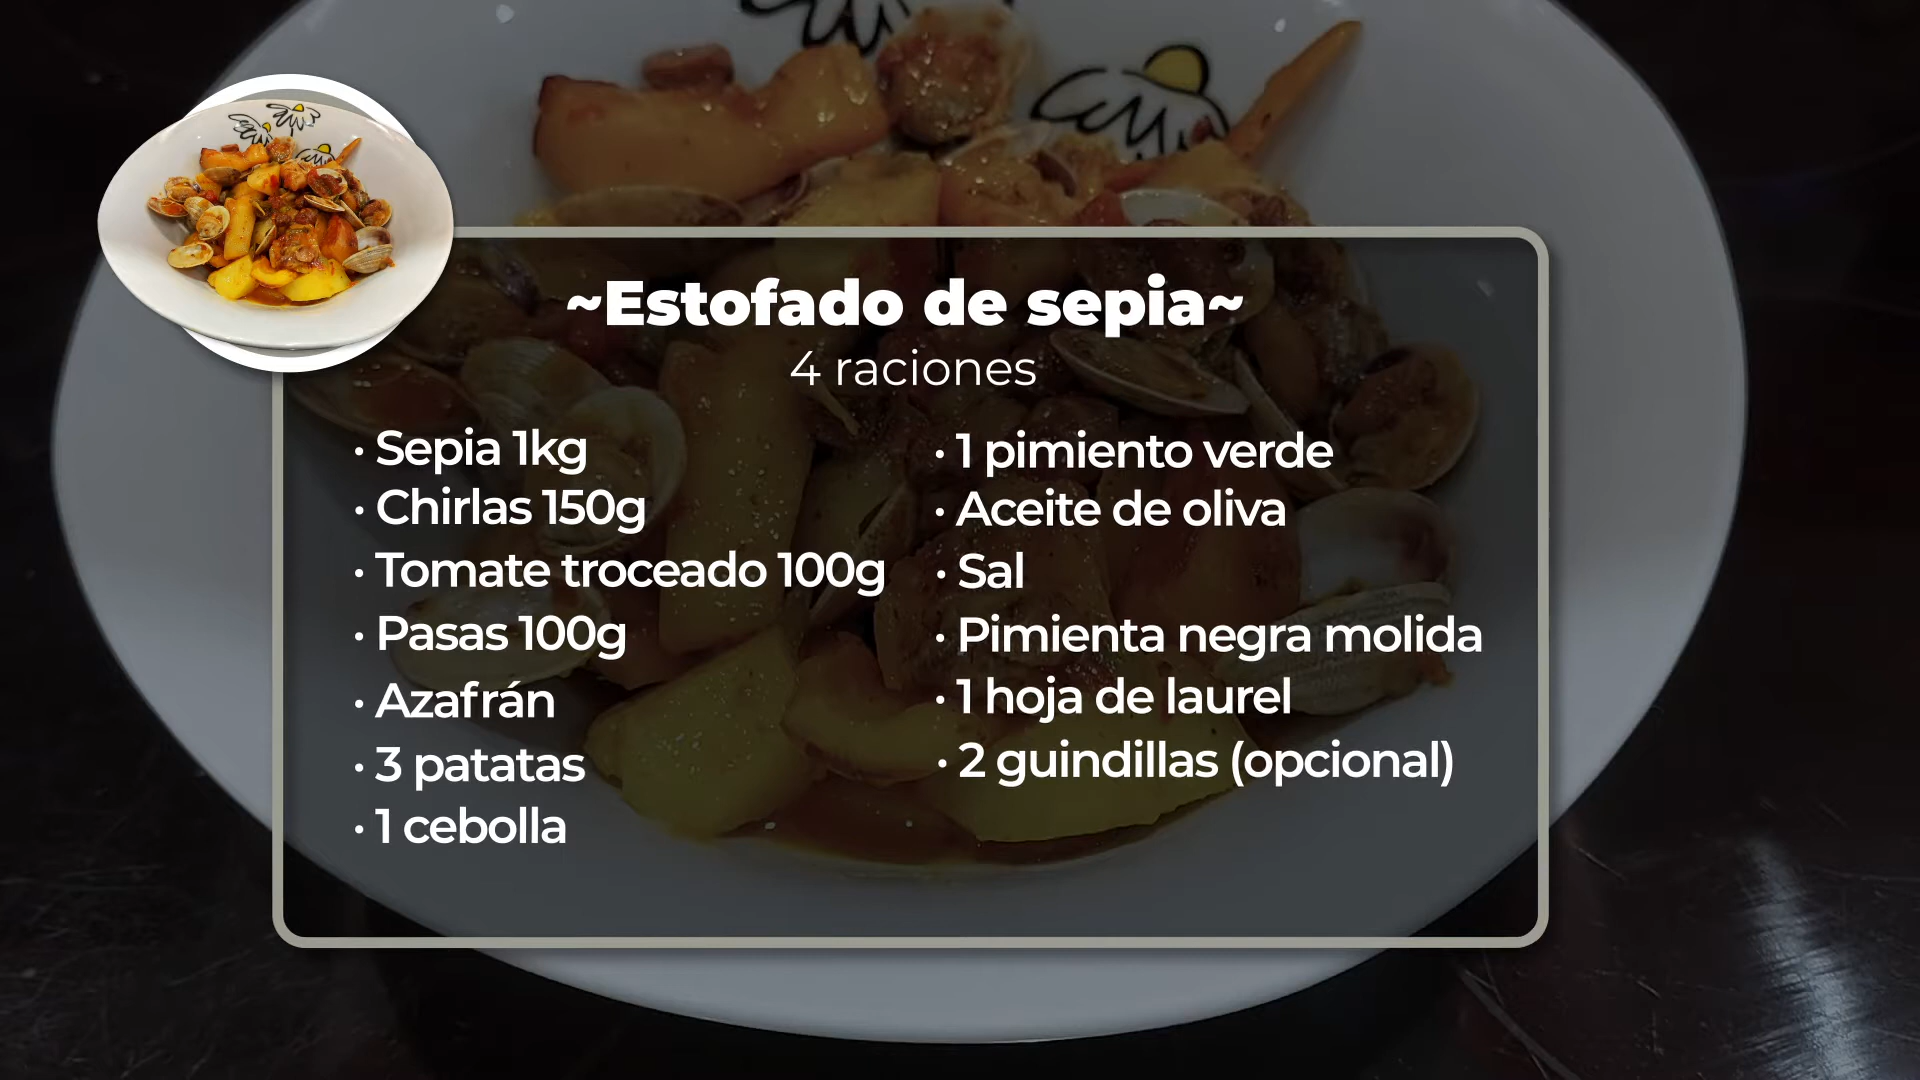 ~Estofado de sepia~
4 raciones
· Sepia 1kg
· Chirlas 150g
· Tomate troceado 100g
· Pasas 100g
· Azafrán
· 3 patatas
· 1 cebolla
· 1 pimiento verde
· Aceite de oliva
· Sal
· Pimienta negra molida
· 1 hoja de laurel
· 2 guindillas (opcional)